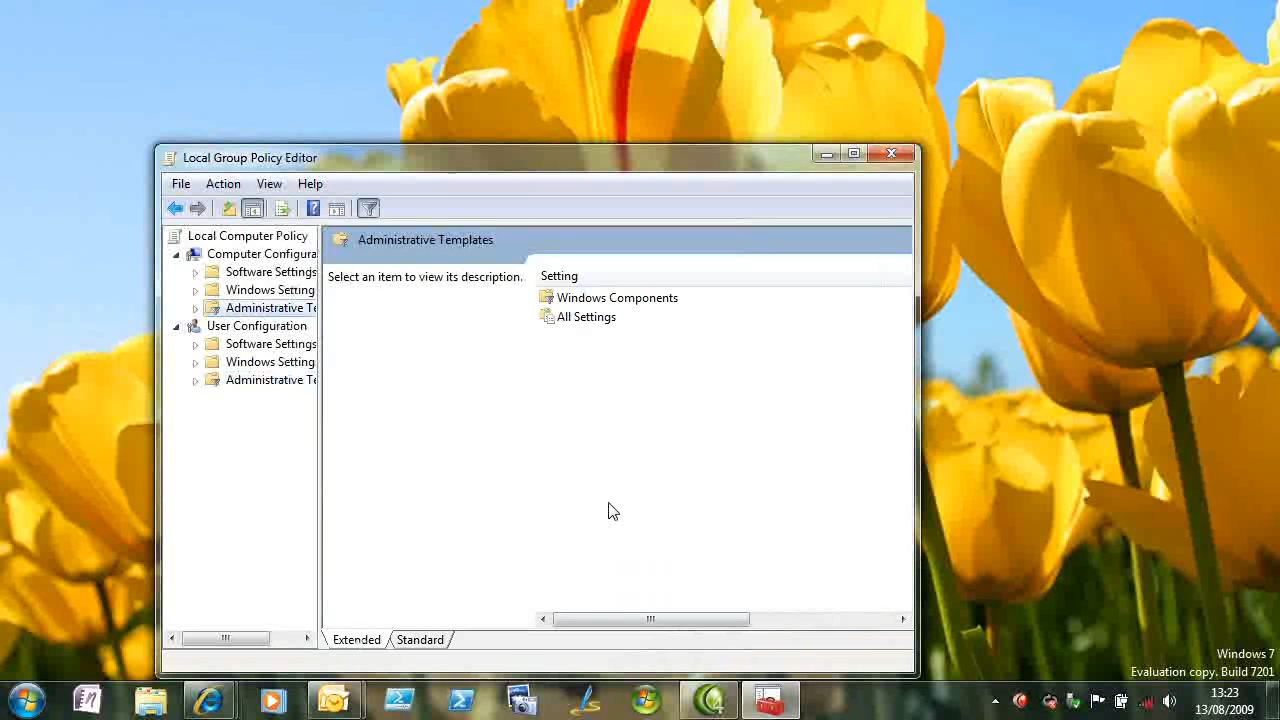 Local Group Policy Editor
File Action View Help
Local Computer Policy
Computer Configura
Software Settings
Windows Setting
Administrative Te
User Configuration
Software Settings
Windows Setting
Administrative Te
Administrative Templates
Select an item to view its description.
Setting
Windows Components
All Settings
Extended Standard
Windows 7
Evaluation copy. Build 7201
4
13:23
13/08/2009